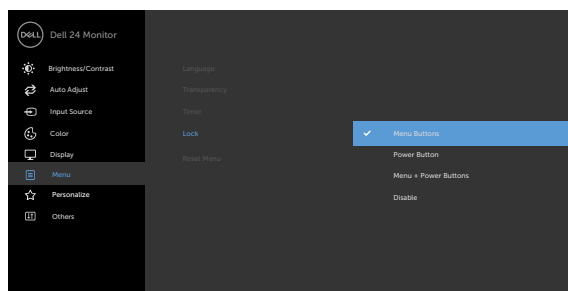 DELL
Dell 24 Monitor
Brightness/Contrast
Auto Adjust
Input Source
Color
Display
Menu
Personalize
Others
Language
Transparency
Timer
Lock
Reset Menu
Menu Buttons
Power Button
Menu + Power Buttons
Disable